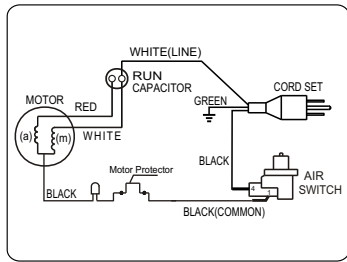 WHITE(LINE)
RUN
CAPACITOR
CORD SET
MOTOR
RED
GREEN
(a)
(m)
WHITE
BLACK
Motor Protector
AIR
SWITCH
4
1
BLACK
BLACK(COMMON)